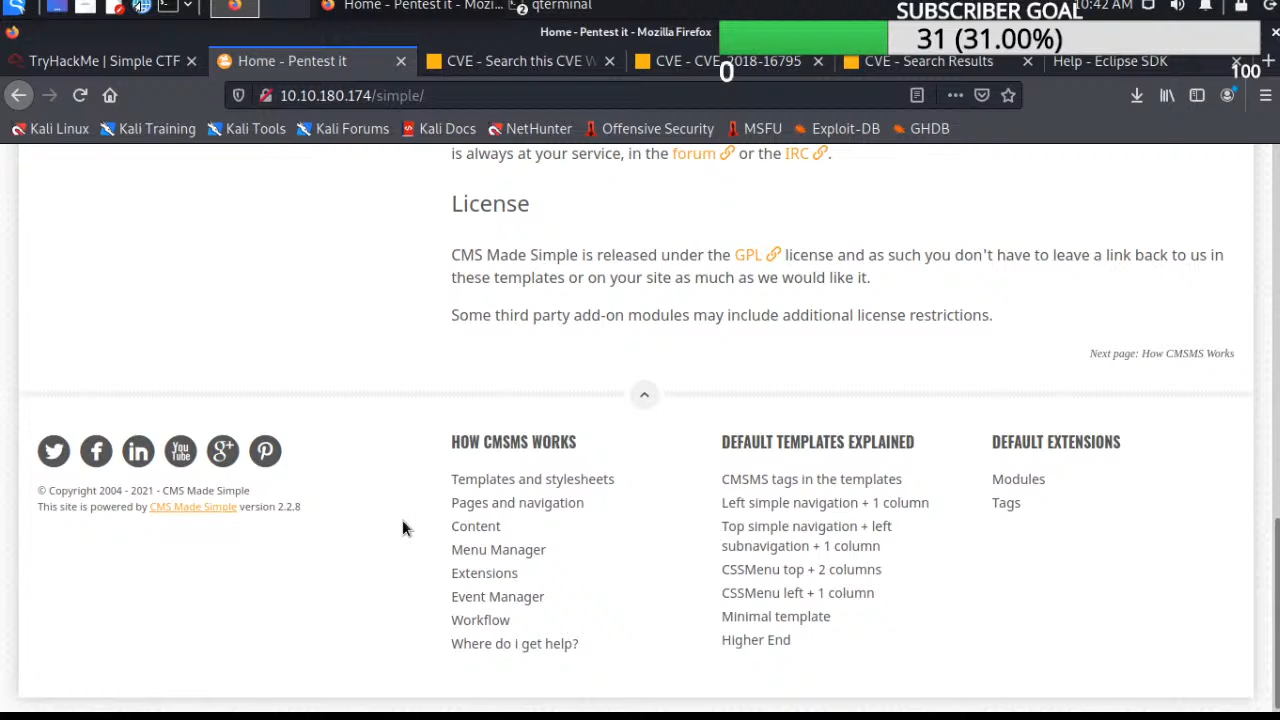 Home - Pentest it - Mozi...
qterminal
SUBSCRIBER GOAL
10:42 AM
Home - Pentest it - Mozilla Firefox
31 (31.00%)
0
100
TryHackMe | Simple CTF
Home - Pentest it
CVE - Search this CVE W
CVE - CVE-2018-16795
CVE - Search Results
Help - Eclipse SDK
10.10.180.174/simple/
Kali Linux
Kali Training
Kali Tools
Kali Forums
Kali Docs
NetHunter
Offensive Security
MSFU
Exploit-DB
GHDB
is always at your service, in the forum or the IRC .
License
CMS Made Simple is released under the GPL license and as such you don't have to leave a link back to us in
these templates or on your site as much as we would like it.
Some third party add-on modules may include additional license restrictions.
Next page: How CMSMS Works
You Tube
© Copyright 2004 - 2021 - CMS Made Simple
This site is powered by CMS Made Simple version 2.2.8
HOW CMSMS WORKS
Templates and stylesheets
Pages and navigation
Content
Menu Manager
Extensions
Event Manager
Workflow
Where do i get help?
DEFAULT TEMPLATES EXPLAINED
CMSMS tags in the templates
Left simple navigation + 1 column
Top simple navigation + left
subnavigation + 1 column
CSSMenu top + 2 columns
CSSMenu left + 1 column
Minimal template
Higher End
DEFAULT EXTENSIONS
Modules
Tags